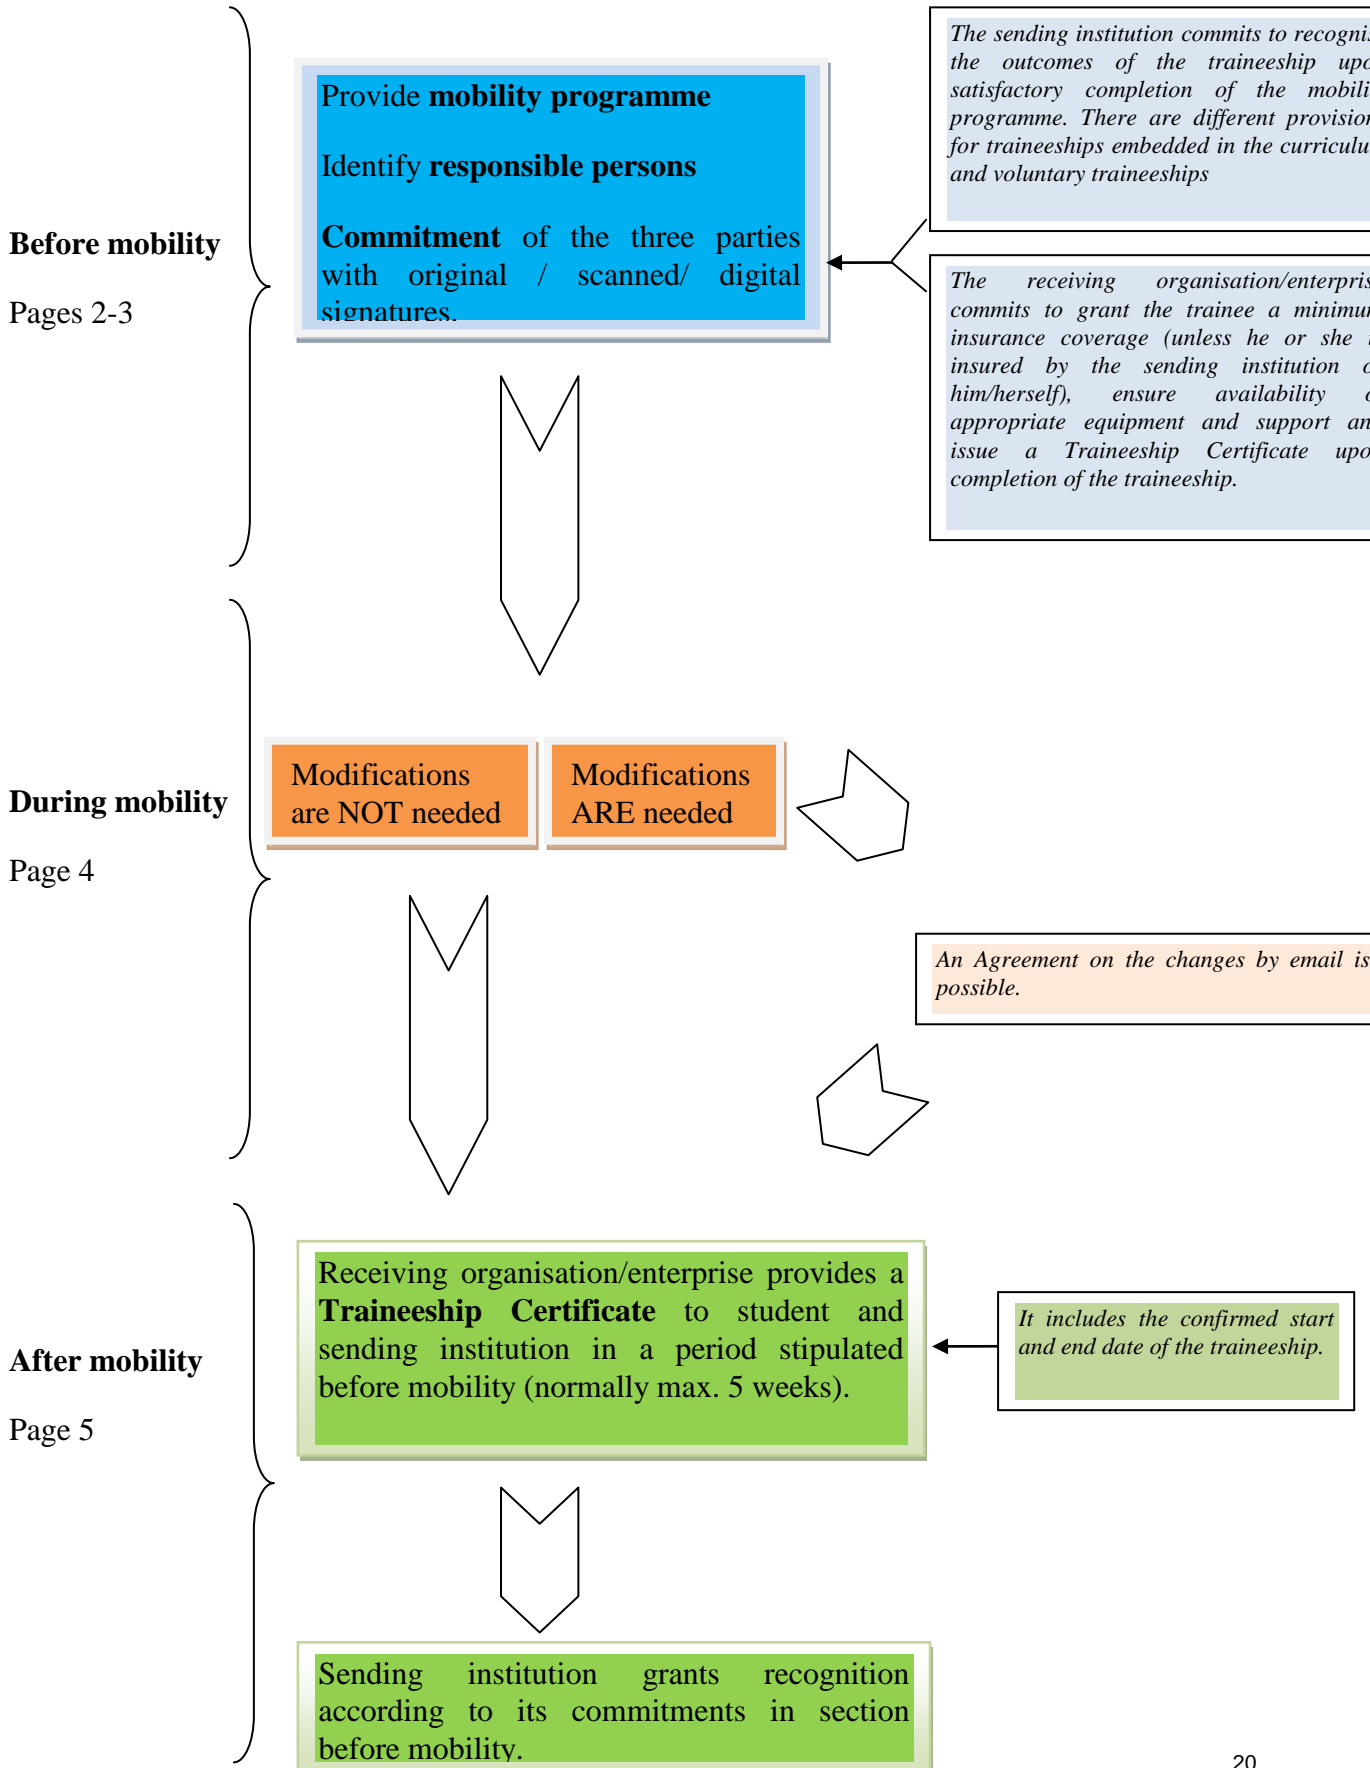 The sending institution commits to recognis
the outcomes of the traineeship upo
satisfactory completion of the mobili
programme. There are different provision
for traineeships embedded in the curriculu
and voluntary traineeships
Provide mobility programme
Identify responsible persons
Commitment of the three parties
with original / scanned/ digital
signatures.
Before mobility
Pages 2-3
The receiving organisation/enterpris
commits to grant the trainee a minimu
insurance coverage (unless he or she i
insured by the sending institution o
him/herself), ensure availability o
appropriate equipment and support an
issue a Traineeship Certificate upo
completion of the traineeship.
During mobility
Page 4
Modifications
are NOT needed
Modifications
ARE needed
An Agreement on the changes by email is
possible.
After mobility
Page 5
Receiving organisation/enterprise provides a
Traineeship Certificate to student and
sending institution in a period stipulated
before mobility (normally max. 5 weeks).
It includes the confirmed start
and end date of the traineeship.
Sending institution grants recognition
according to its commitments in section
before mobility.
20